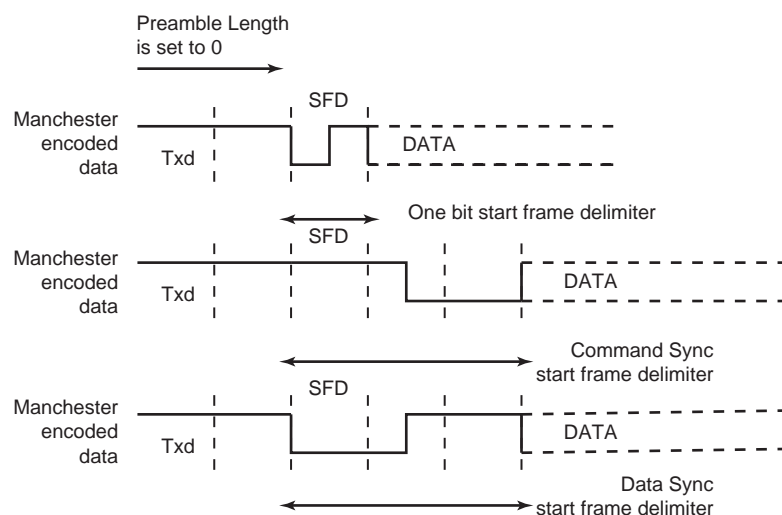 Preamble Length
is set to 0
SFD
Manchester
encoded
data
Txd
DATA
One bit start frame delimiter
SFD
Manchester
encoded
data
Txd
DATA
Command Sync
start frame delimiter
SFD
Manchester
encoded
data
Txd
DATA
Data Sync
start frame delimiter